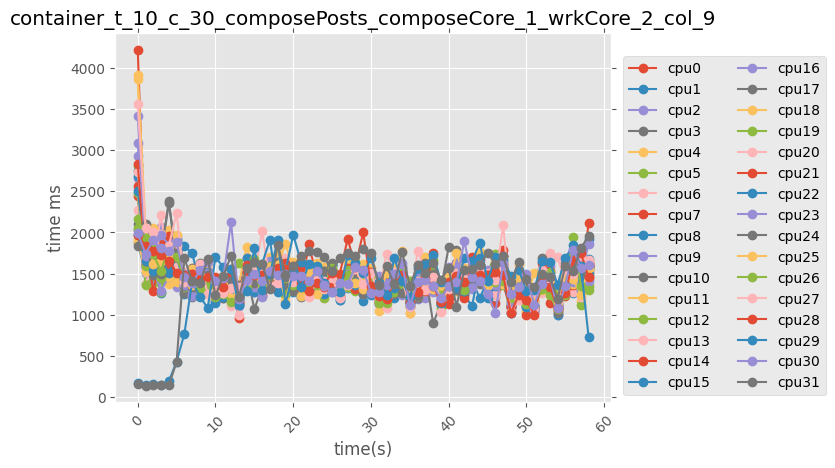 container_t_10_c_30_composePosts_composeCore_1_wrkCore_2_col_9
time ms
4000
3500
3000
2500
2000
1500
1000
500
0
0
10
20
30
40
50
60
time(s)
cpu0
cpu1
cpu2
cpu3
cpu4
cpu5
cpu6
cpu7
cpu8
cpu9
cpu10
cpu11
cpu12
cpu13
cpu14
cpu15
cpu16
cpu17
cpu18
cpu19
cpu20
cpu21
cpu22
cpu23
cpu24
cpu25
cpu26
cpu27
cpu28
cpu29
cpu30
cpu31